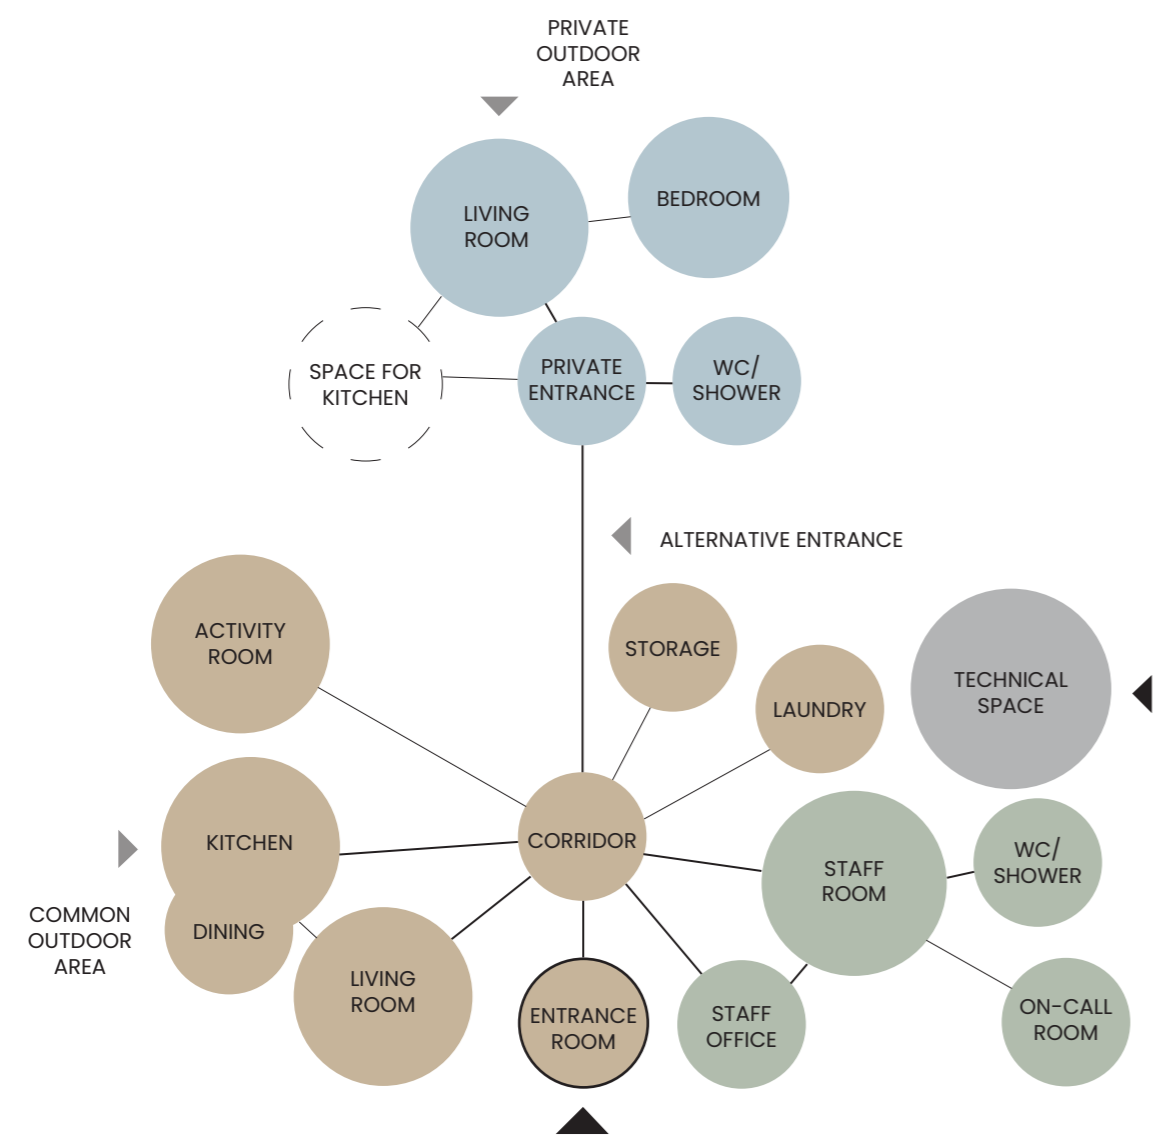 PRIVATE
OUTDOOR
AREA
LIVING
ROOM
BEDROOM
SPACE FOR
KITCHEN
PRIVATE
ENTRANCE
WC/
SHOWER
ALTERNATIVE ENTRANCE
ACTIVITY
ROOM
STORAGE
LAUNDRY
TECHNICAL
SPACE
KITCHEN
CORRIDOR
STAFF
ROOM
WC/
SHOWER
COMMON
OUTDOOR
AREA
DINING
LIVING
ROOM
ENTRANCE
ROOM
STAFF
OFFICE
ON-CALL
ROOM